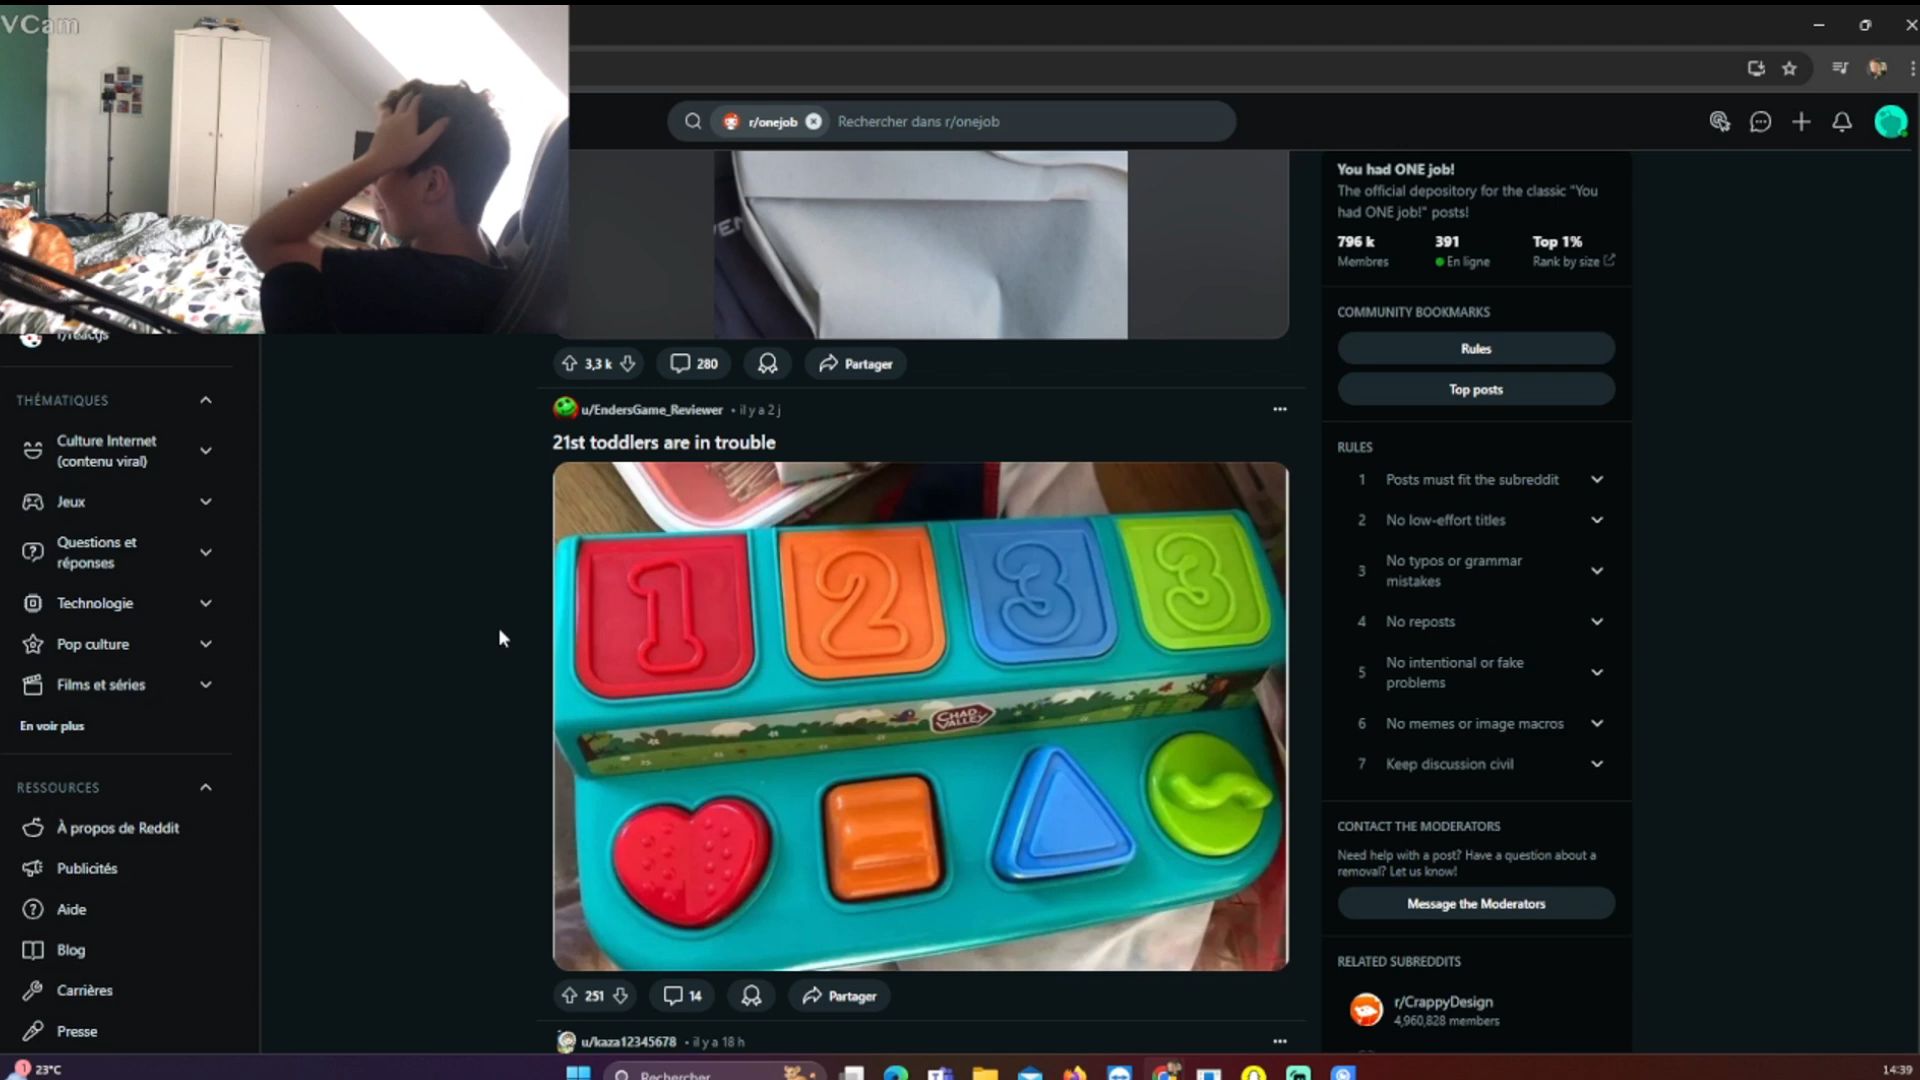 VCam
r/onejob
Rechercher dans r/onejob
You had ONE job!
The official depository for the classic "You
had ONE job!" posts!
796 k
391
Top 1%
Membres
En ligne
Rank by size
COMMUNITY BOOKMARKS
Rules
Top posts
RULES
1 Posts must fit the subreddit
2 No low-effort titles
3 No typos or grammar
mistakes
4 No reposts
5 No intentional or fake
problems
6 No memes or image macros
7 Keep discussion civil
CONTACT THE MODERATORS
Need help with a post? Have a question about a
removal? Let us know!
Message the Moderators
RELATED SUBREDDITS
r/CrappyDesign
4,960,828 members
r/reactjs
THÉMATIQUES
Culture Internet
(contenu viral)
Jeux
Questions et
réponses
Technologie
Pop culture
Films et séries
En voir plus
RESSOURCES
À propos de Reddit
Publicités
Aide
Blog
Carrières
Presse
3,3 k
280
Partager
u/EndersGame_Reviewer • il y a 2 j
21st toddlers are in trouble
1 2 3 3
CHAD
VALLEY
251
14
Partager
u/kaza12345678 • il y a 18 h
1
23°C
Rechercher
14:39